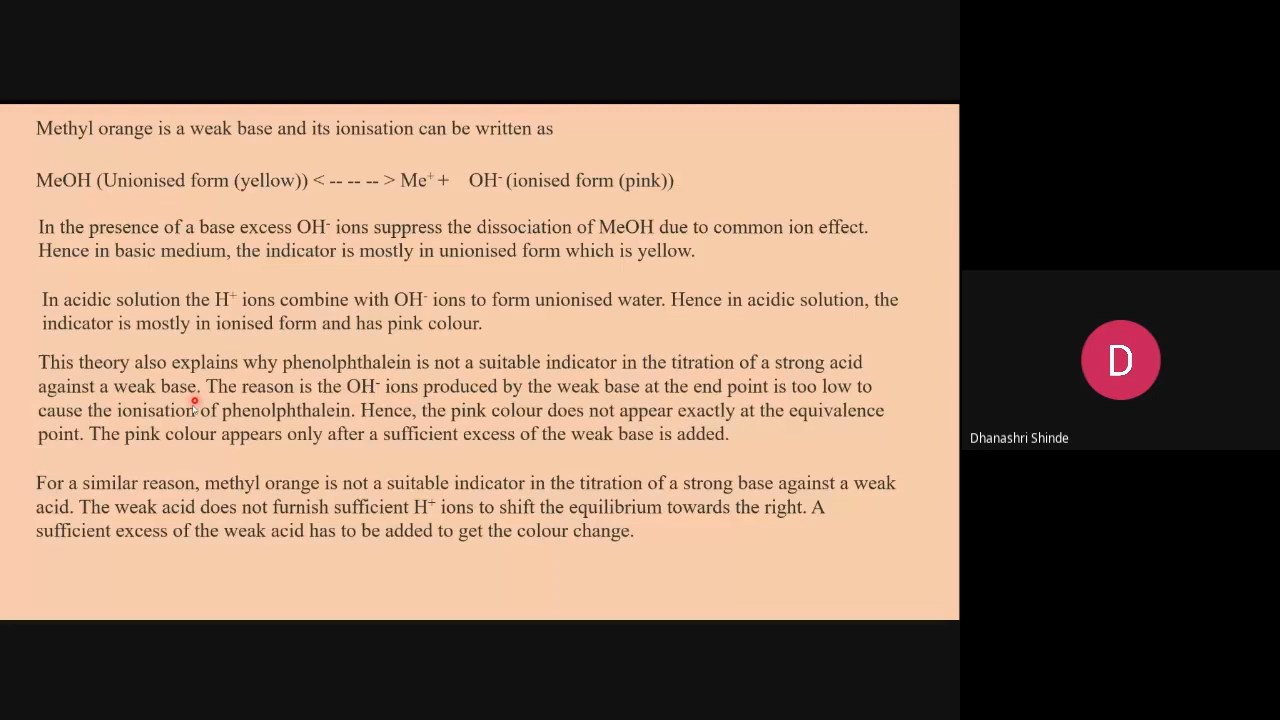 Methyl orange is a weak base and its ionisation can be written as
MeOH (Unionised form (yellow)) < -- -- -- > Me⁺ + OH⁻ (ionised form (pink))
In the presence of a base excess OH⁻ ions suppress the dissociation of MeOH due to common ion effect.
Hence in basic medium, the indicator is mostly in unionised form which is yellow.
In acidic solution the H⁺ ions combine with OH⁻ ions to form unionised water. Hence in acidic solution, the
indicator is mostly in ionised form and has pink colour.
This theory also explains why phenolphthalein is not a suitable indicator in the titration of a strong acid
against a weak base. The reason is the OH⁻ ions produced by the weak base at the end point is too low to
cause the ionisation of phenolphthalein. Hence, the pink colour does not appear exactly at the equivalence
point. The pink colour appears only after a sufficient excess of the weak base is added.
For a similar reason, methyl orange is not a suitable indicator in the titration of a strong base against a weak
acid. The weak acid does not furnish sufficient H⁺ ions to shift the equilibrium towards the right. A
sufficient excess of the weak acid has to be added to get the colour change.
D
Dhanashri Shinde